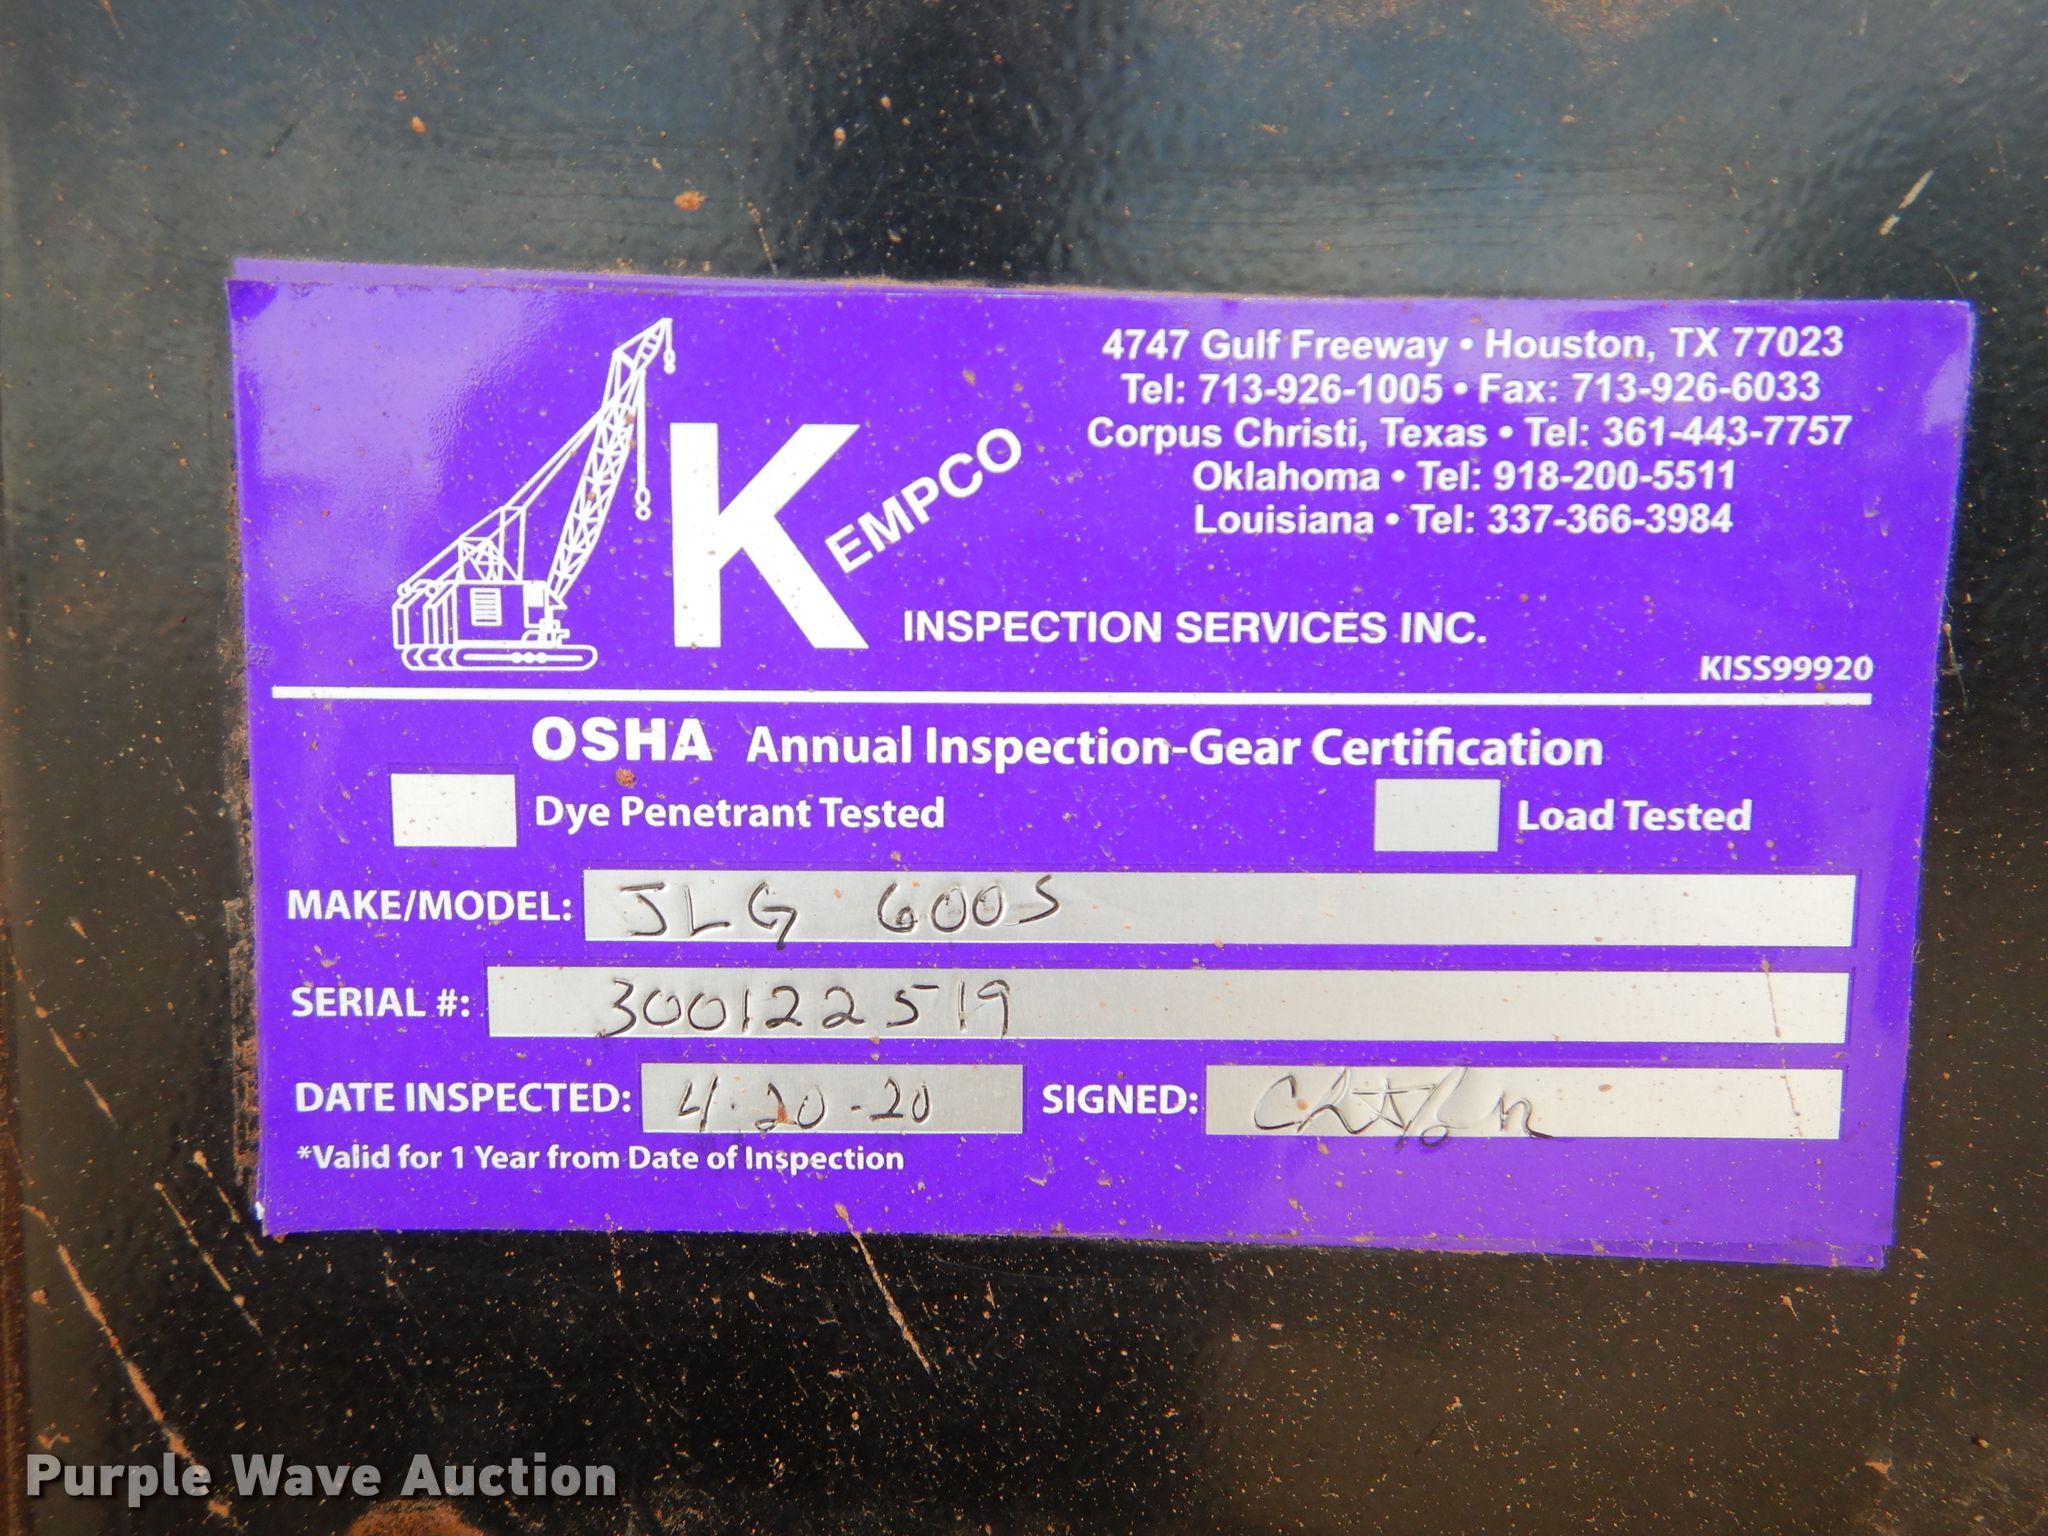 4747 Gulf Freeway • Houston, TX 77023
Tel: 713-926-1005 • Fax: 713-926-6033
Corpus Christi, Texas • Tel: 361-443-7757
Oklahoma • Tel: 918-200-5511
Louisiana • Tel: 337-366-3984
KEMPCO
INSPECTION SERVICES INC.
KISS99920
OSHA Annual Inspection-Gear Certification
Dye Penetrant Tested Load Tested
MAKE/MODEL: JLG 600S
SERIAL #: 300122519
DATE INSPECTED: 4-20-20 SIGNED:
*Valid for 1 Year from Date of Inspection
Purple Wave Auction